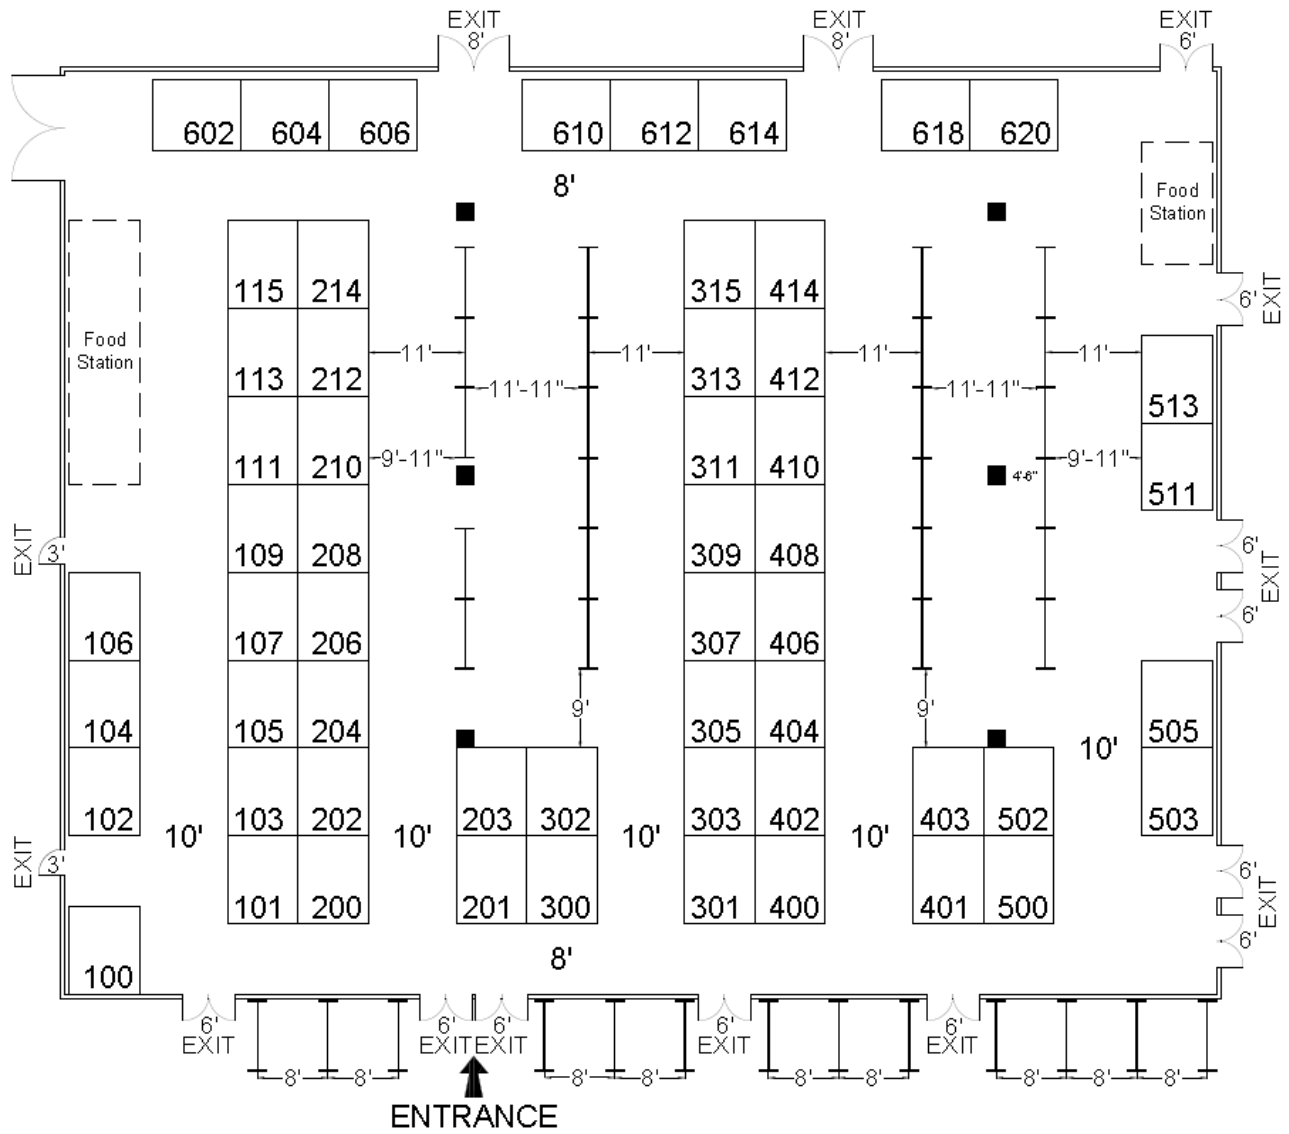 EXIT EXIT EXIT
8' 8' 6'
602 604 606 610 612 614 618 620
8'
Food
Station
115 214 315 414
6' EXIT
Food
Station
11' 11' 11' 11'
113 212 313 412
11'-11" 11'-11"
513
9'-11" 9'-11"
111 210 311 410
4'-6"
511
EXIT 3'
109 208 309 408
6'
EXIT
6'
106 107 206 307 406
9' 9'
104 105 204 305 404 505
10'
102 103 202 203 302 303 402 403 502 503
10' 10' 10' 10'
EXIT 3'
6'
EXIT
6'
101 200 201 300 301 400 401 500
8'
100
6' 6' 6' 6' 6'
EXIT EXIT EXIT EXIT EXIT
8' 8' 8' 8' 8' 8' 8' 8' 8'
ENTRANCE